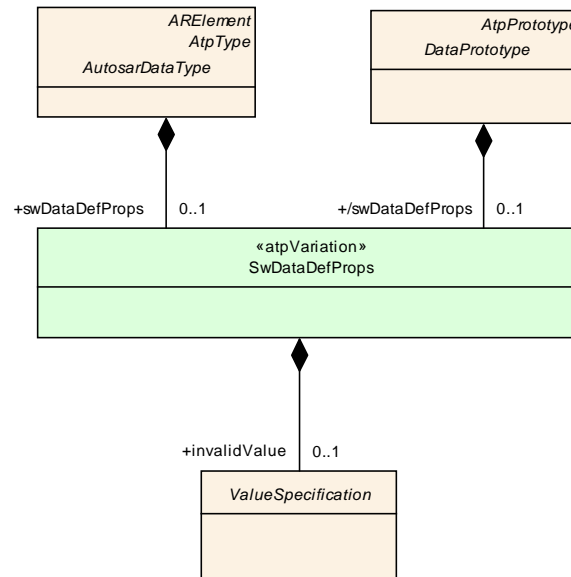 ARElement
AtpType
AutosarDataType
AtpPrototype
DataPrototype
+swDataDefProps 0..1
+/swDataDefProps 0..1
«atpVariation»
SwDataDefProps
+invalidValue 0..1
ValueSpecification